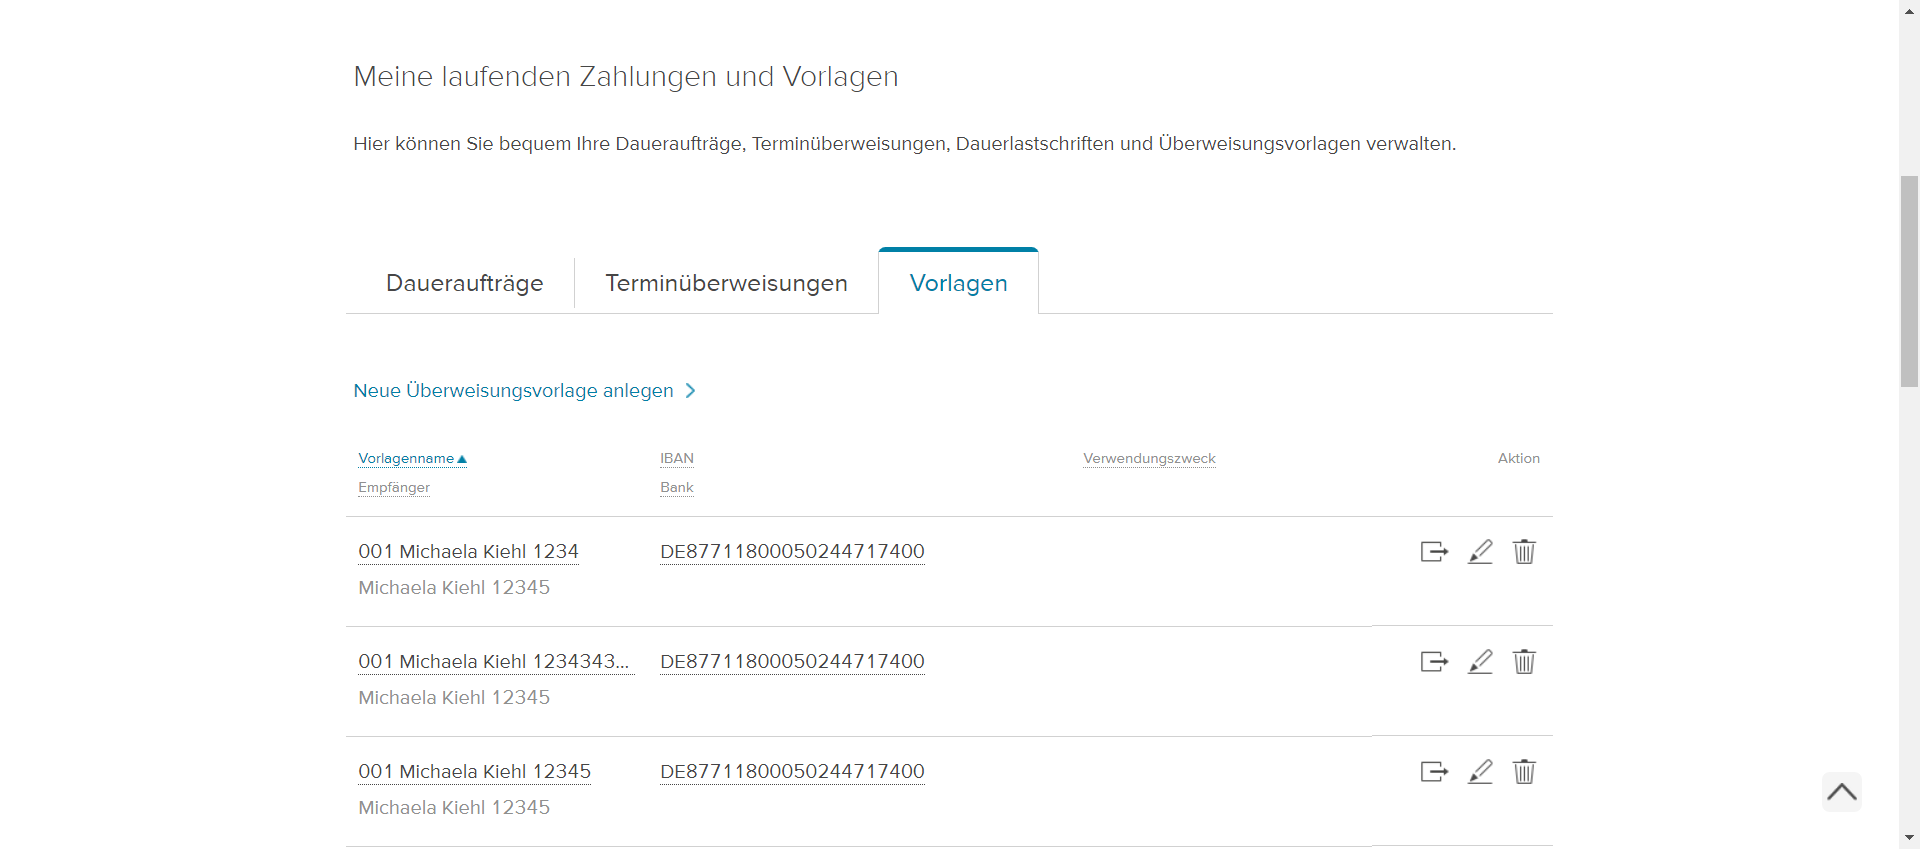 Meine laufenden Zahlungen und Vorlagen
Hier können Sie bequem Ihre Daueraufträge, Terminüberweisungen, Dauerlastschriften und Überweisungsvorlagen verwalten.
Daueraufträge Terminüberweisungen Vorlagen
Neue Überweisungsvorlage anlegen
Vorlagenname IBAN Verwendungszweck Aktion
Empfänger Bank
001 Michaela Kiehl 1234 DE87711800050244717400
Michaela Kiehl 12345
001 Michaela Kiehl 1234343... DE87711800050244717400
Michaela Kiehl 12345
001 Michaela Kiehl 12345 DE87711800050244717400
Michaela Kiehl 12345